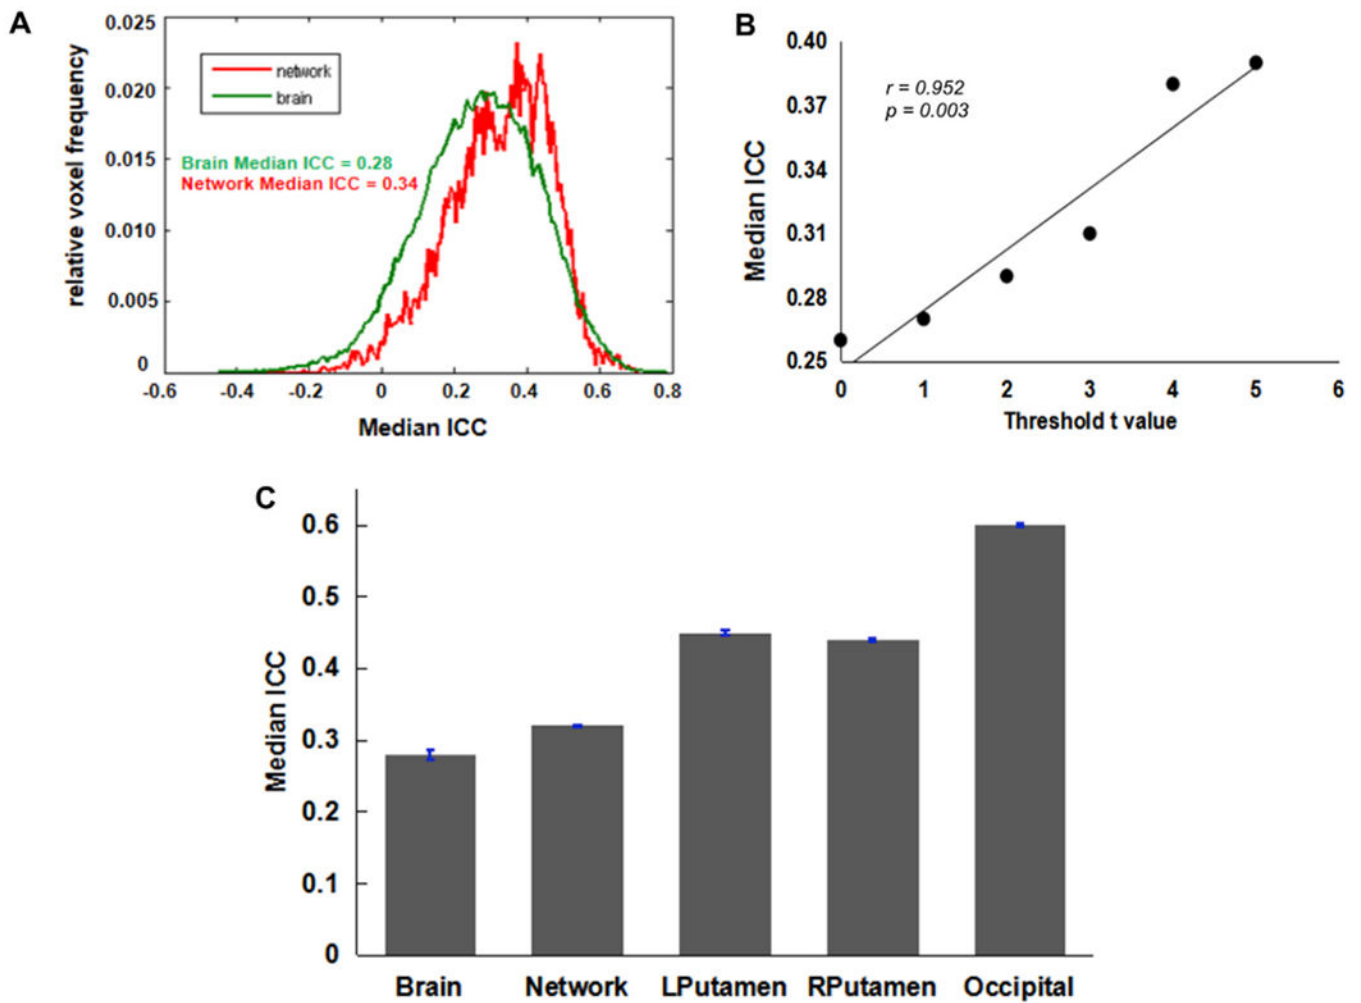 A
relative voxel frequency
0.025
0.020
0.015
0.010
0.005
0
network
brain
Brain Median ICC = 0.28
Network Median ICC = 0.34
-0.6 -0.4 -0.2 0 0.2 0.4 0.6 0.8
Median ICC
B
Median ICC
0.40
0.37
0.34
0.31
0.28
0.25
r = 0.952
p = 0.003
0 1 2 3 4 5 6
Threshold t value
C
Median ICC
0.6
0.5
0.4
0.3
0.2
0.1
0
Brain Network LPutamen RPutamen Occipital